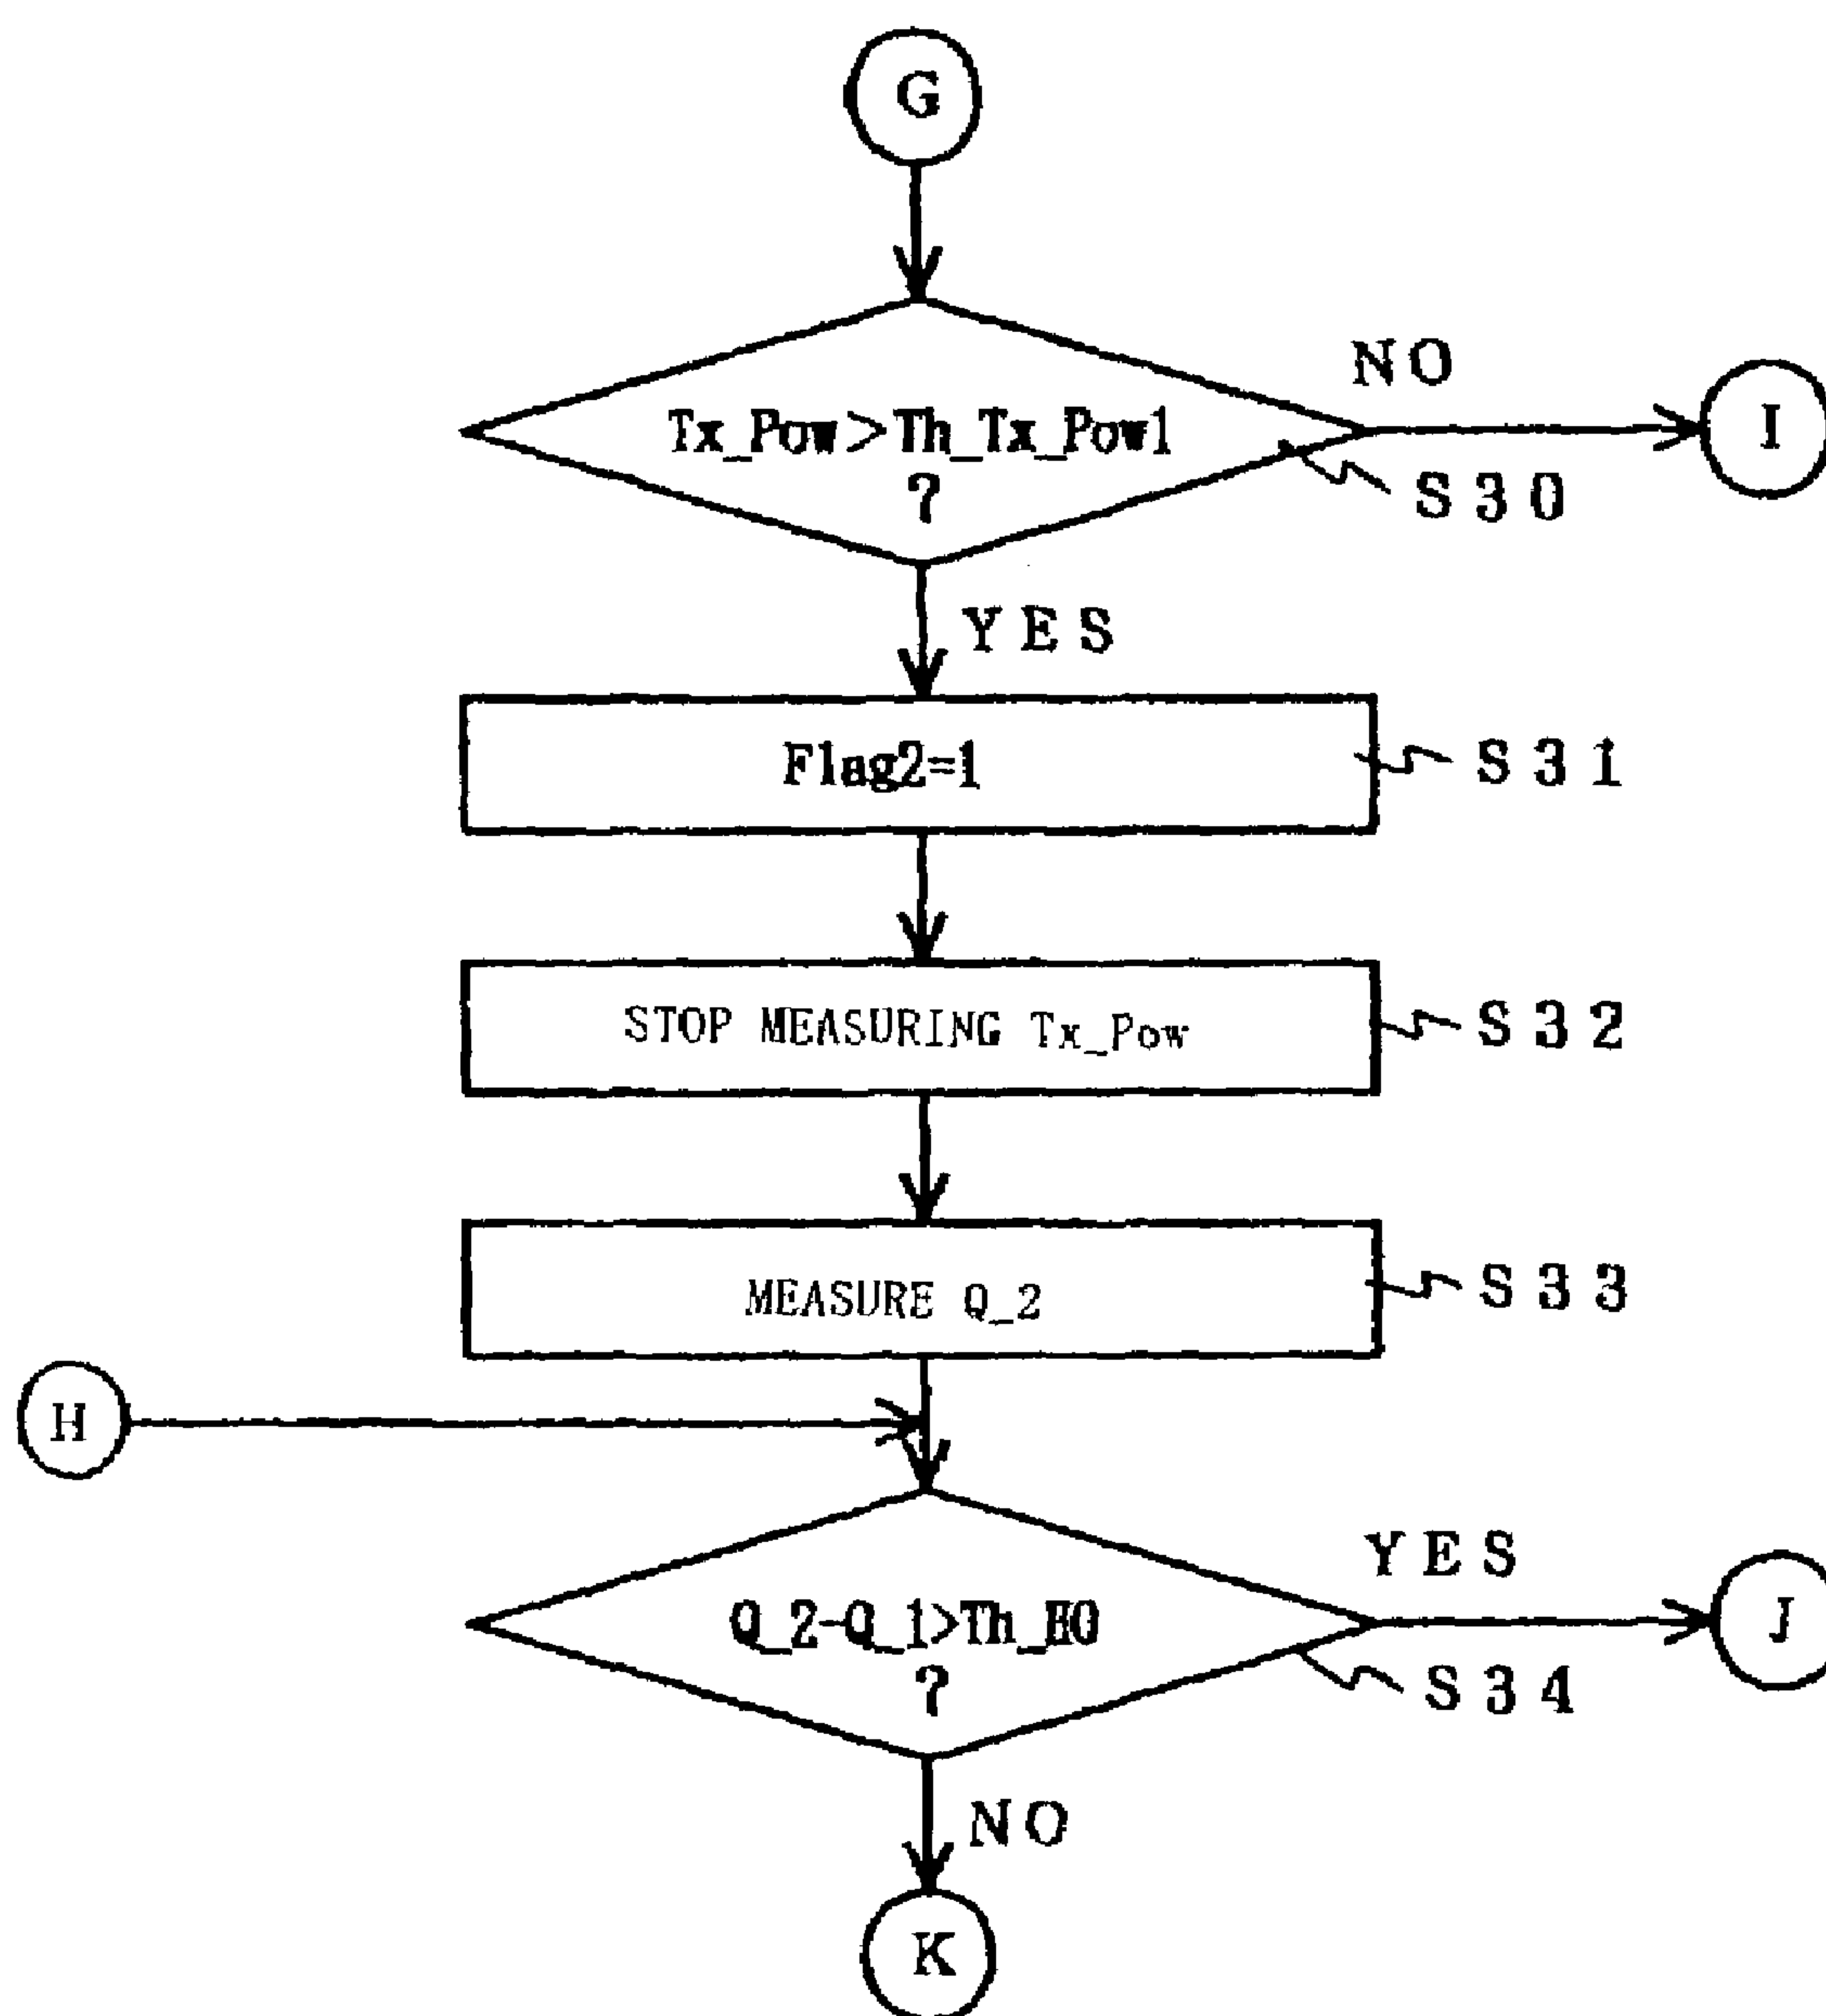 G
NO
Tx_Pow>Th_Tx_Pow1
?
I
S30
YES
Flag2=1
S31
STOP MEASURING Tx_Pow
S32
MEASURE Q_2
S33
H
YES
Q_2-Q_1>Th_HO
?
J
S34
NO
K